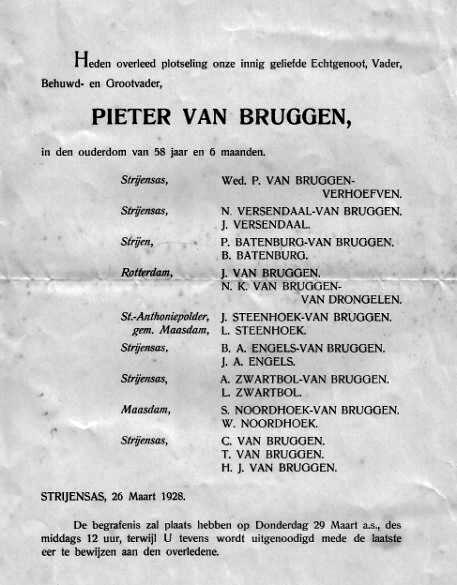 Heden overleed plotseling onze innig geliefde Echtgenoot, Vader,
Behuwd- en Grootvader,
PIETER VAN BRUGGEN,
in den ouderdom van 58 jaar en 6 maanden.
Strijensas, Wed. P. VAN BRUGGEN-
VERHOEFVEN.
Strijensas, N. VERSENDAAL-VAN BRUGGEN.
J. VERSENDAAL.
Strijen, P. BATENBURG-VAN BRUGGEN.
B. BATENBURG.
Rotterdam, J. VAN BRUGGEN.
N. K. VAN BRUGGEN-
VAN DRONGELEN.
St.-Anthoniepolder, J. STEENHOEK-VAN BRUGGEN.
gem. Maasdam, L. STEENHOEK.
Strijensas, B. A. ENGELS-VAN BRUGGEN.
J. A. ENGELS.
Strijensas, A. ZWARTBOL-VAN BRUGGEN.
L. ZWARTBOL.
Maasdam, S. NOORDHOEK-VAN BRUGGEN.
W. NOORDHOEK.
Strijensas, C. VAN BRUGGEN.
T. VAN BRUGGEN.
H. J. VAN BRUGGEN.
STRIJENSAS, 26 Maart 1928.
De begrafenis zal plaats hebben op Donderdag 29 Maart a.s., des
middags 12 uur, terwijl U tevens wordt uitgenoodigd mede de laatste
eer te bewijzen aan den overledene.